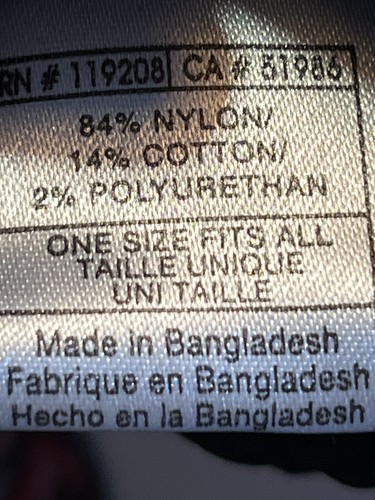 RN # 119208 CA # 51986
84% NYLON/
14% COTTON/
2% POLYURETHAN
ONE SIZE FITS ALL
TAILLE UNIQUE
UNI TAILLE
Made in Bangladesh
Fabrique en Bangladesh
Hecho en la Bangladesh